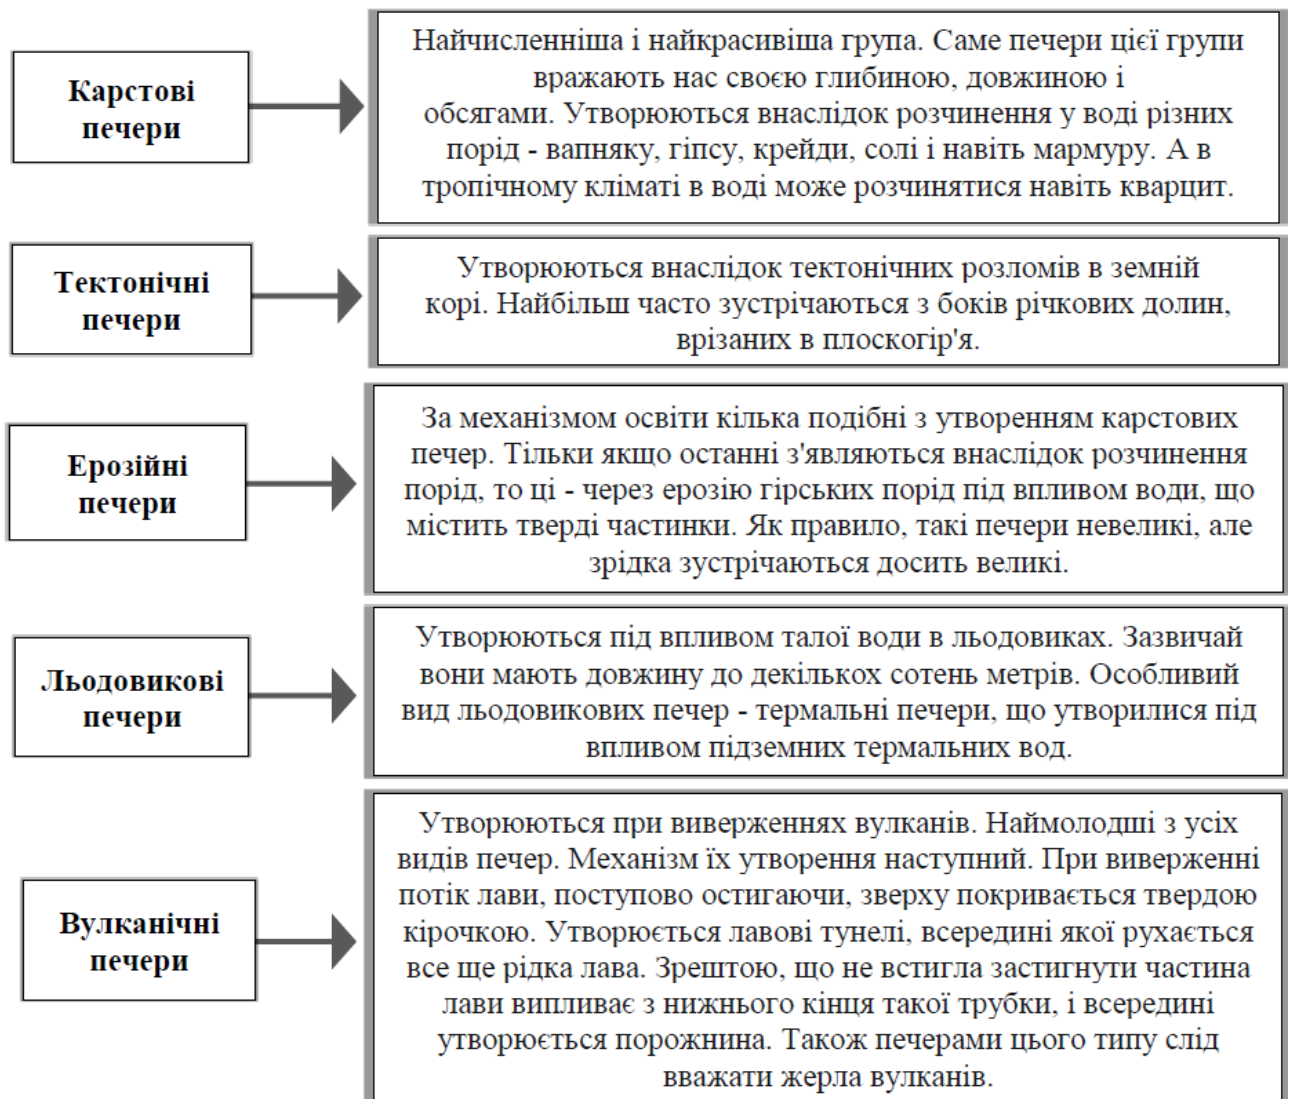 Карстові
печери
Найчисленніша і найкрасивіша група. Саме печери цієї групи
вражають нас своєю глибиною, довжиною і
обсягами. Утворюються внаслідок розчинення у воді різних
порід - вапняку, гіпсу, крейди, солі і навіть мармуру. А в
тропічному кліматі в воді може розчинятися навіть кварцит.
Тектонічні
печери
Утворюються внаслідок тектонічних розломів в земній
корі. Найбільш часто зустрічаються з боків річкових долин,
врізаних в плоскогір'я.
Ерозійні
печери
За механізмом освіти кілька подібні з утворенням карстових
печер. Тільки якщо останні з'являються внаслідок розчинення
порід, то ці - через ерозію гірських порід під впливом води, що
містить тверді частинки. Як правило, такі печери невеликі, але
зрідка зустрічаються досить великі.
Льодовикові
печери
Утворюються під впливом талої води в льодовиках. Зазвичай
вони мають довжину до декількох сотень метрів. Особливий
вид льодовикових печер - термальні печери, що утворилися під
впливом підземних термальних вод.
Вулканічні
печери
Утворюються при виверженнях вулканів. Наймолодші з усіх
видів печер. Механізм їх утворення наступний. При виверженні
потік лави, поступово остигаючи, зверху покривається твердою
кірочкою. Утворюється лавові тунелі, всередині якої рухається
все ще рідка лава. Зрештою, що не встигла застигнути частина
лави випливає з нижнього кінця такої трубки, і всередині
утворюється порожнина. Також печерами цього типу слід
вважати жерла вулканів.